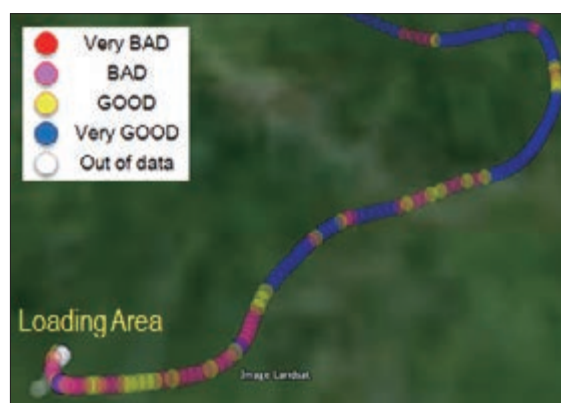 Very BAD
BAD
GOOD
Very GOOD
Out of data
Loading Area
Image Landsat